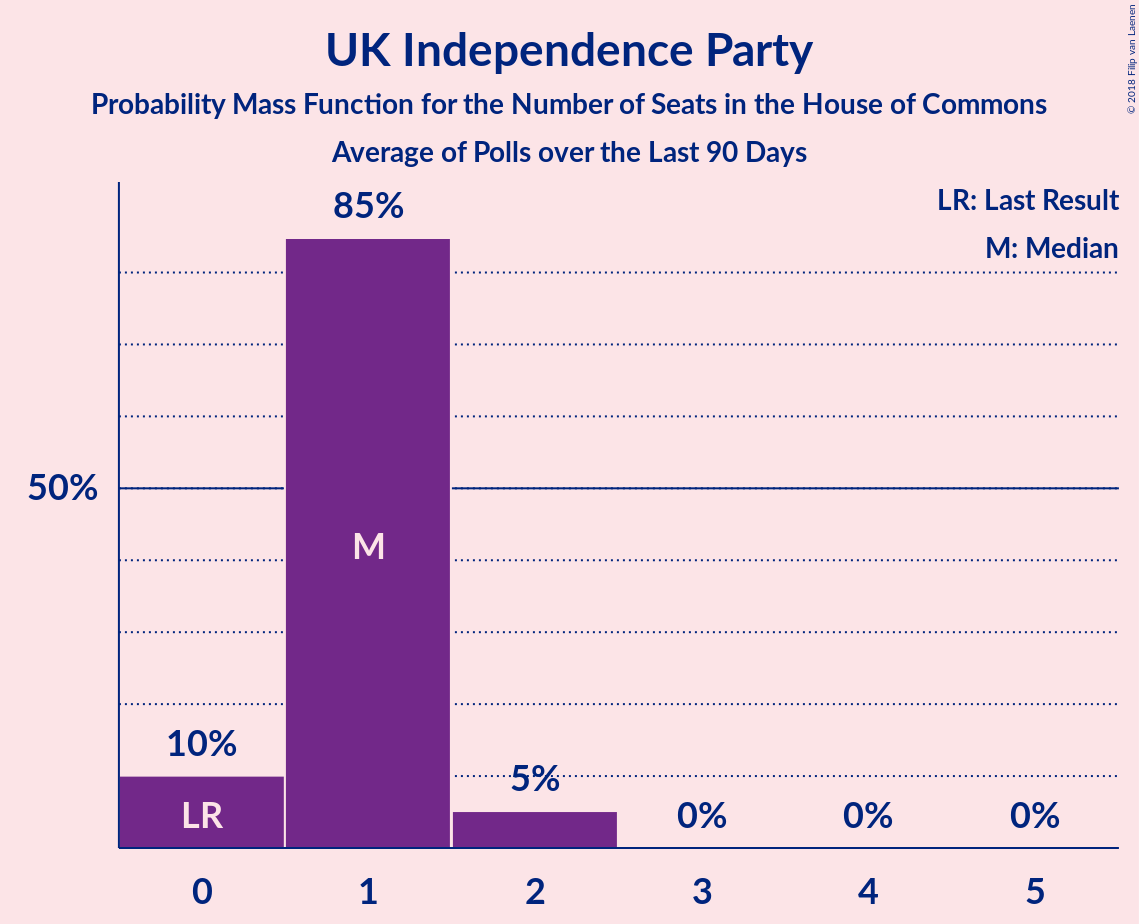 UK Independence Party
Probability Mass Function for the Number of Seats in the House of Commons
Average of Polls over the Last 90 Days
© 2018 Filip van Laenen
LR: Last Result
M: Median
85%
50%
M
10%
LR
5%
0%
0%
0%
0
1
2
3
4
5